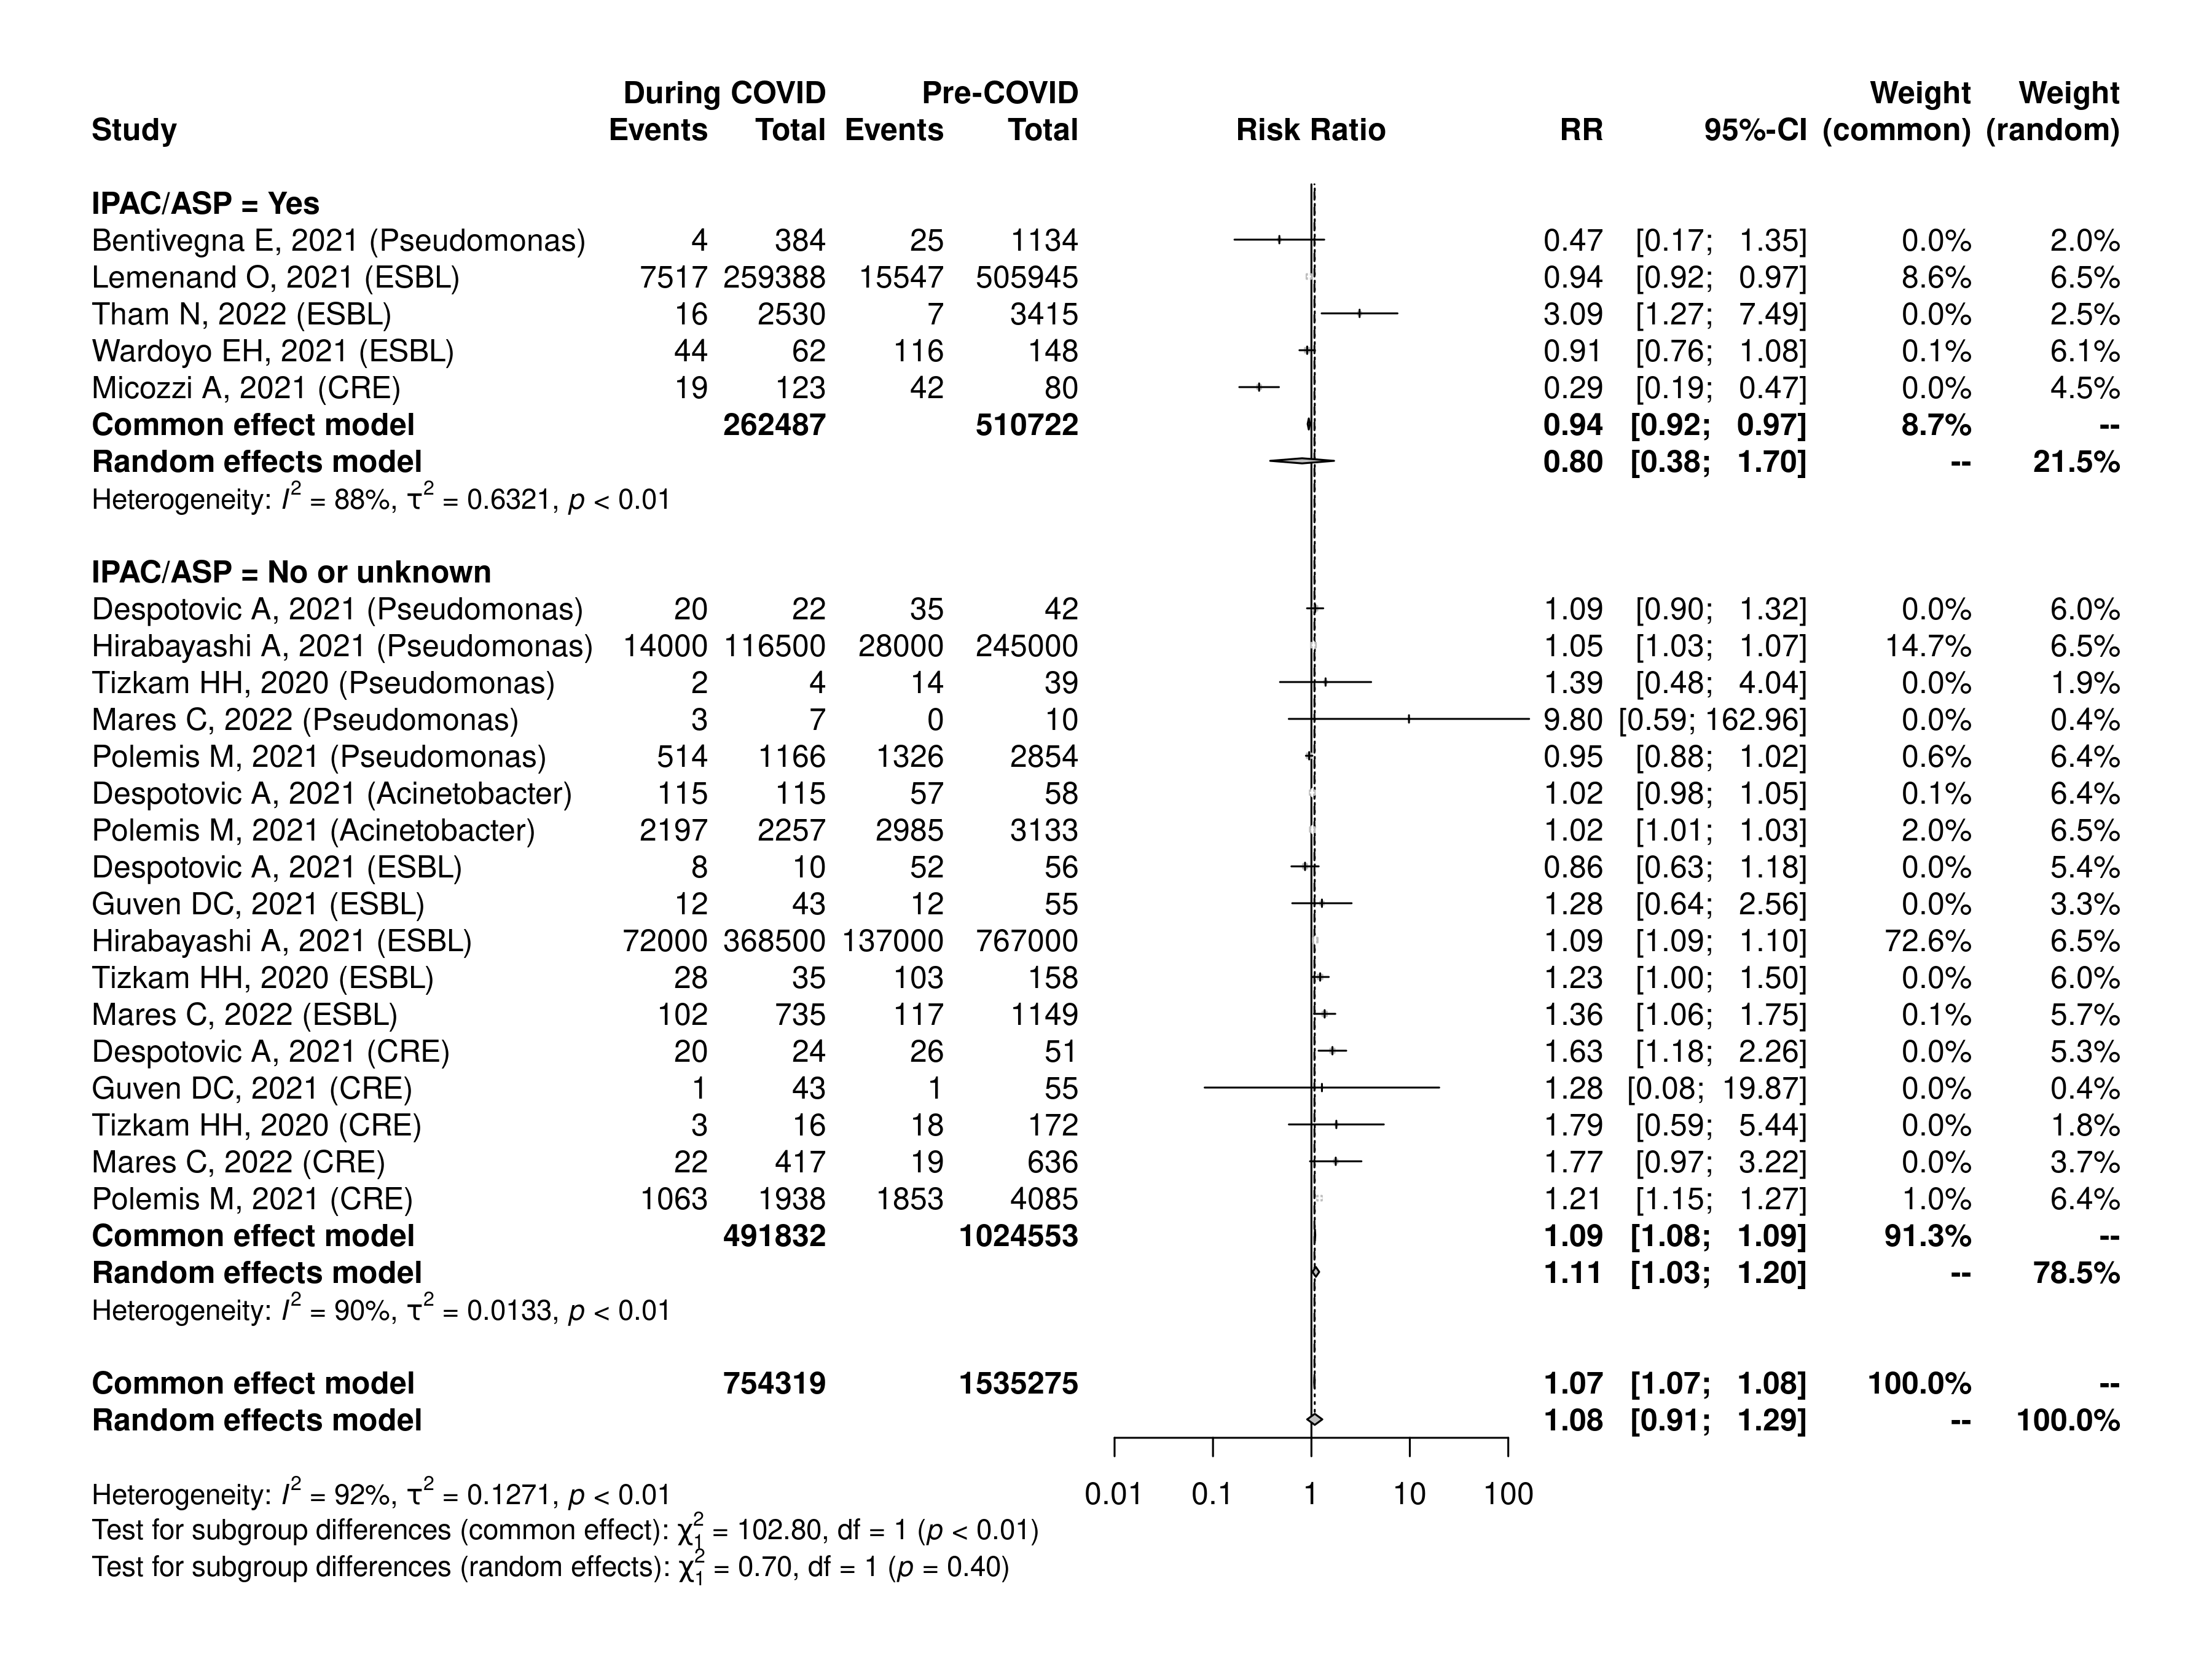 During COVID Pre-COVID Weight Weight
Study Events Total Events Total Risk Ratio RR 95%-CI (common) (random)
IPAC/ASP = Yes
Bentivegna E, 2021 (Pseudomonas) 4 384 25 1134 0.47 [0.17; 1.35] 0.0% 2.0%
Lemenand O, 2021 (ESBL) 7517 259388 15547 505945 0.94 [0.92; 0.97] 8.6% 6.5%
Tham N, 2022 (ESBL) 16 2530 7 3415 3.09 [1.27; 7.49] 0.0% 2.5%
Wardoyo EH, 2021 (ESBL) 44 62 116 148 0.91 [0.76; 1.08] 0.1% 6.1%
Micozzi A, 2021 (CRE) 19 123 42 80 0.29 [0.19; 0.47] 0.0% 4.5%
Common effect model 262487 510722 0.94 [0.92; 0.97] 8.7% --
Random effects model 0.80 [0.38; 1.70] -- 21.5%
Heterogeneity: I² = 88%, τ² = 0.6321, p < 0.01
IPAC/ASP = No or unknown
Despotovic A, 2021 (Pseudomonas) 20 22 35 42 1.09 [0.90; 1.32] 0.0% 6.0%
Hirabayashi A, 2021 (Pseudomonas) 14000 116500 28000 245000 1.05 [1.03; 1.07] 14.7% 6.5%
Tizkam HH, 2020 (Pseudomonas) 2 4 14 39 1.39 [0.48; 4.04] 0.0% 1.9%
Mares C, 2022 (Pseudomonas) 3 7 0 10 9.80 [0.59; 162.96] 0.0% 0.4%
Polemis M, 2021 (Pseudomonas) 514 1166 1326 2854 0.95 [0.88; 1.02] 0.6% 6.4%
Despotovic A, 2021 (Acinetobacter) 115 115 57 58 1.02 [0.98; 1.05] 0.1% 6.4%
Polemis M, 2021 (Acinetobacter) 2197 2257 2985 3133 1.02 [1.01; 1.03] 2.0% 6.5%
Despotovic A, 2021 (ESBL) 8 10 52 56 0.86 [0.63; 1.18] 0.0% 5.4%
Guven DC, 2021 (ESBL) 12 43 12 55 1.28 [0.64; 2.56] 0.0% 3.3%
Hirabayashi A, 2021 (ESBL) 72000 368500 137000 767000 1.09 [1.09; 1.10] 72.6% 6.5%
Tizkam HH, 2020 (ESBL) 28 35 103 158 1.23 [1.00; 1.50] 0.0% 6.0%
Mares C, 2022 (ESBL) 102 735 117 1149 1.36 [1.06; 1.75] 0.1% 5.7%
Despotovic A, 2021 (CRE) 20 24 26 51 1.63 [1.18; 2.26] 0.0% 5.3%
Guven DC, 2021 (CRE) 1 43 1 55 1.28 [0.08; 19.87] 0.0% 0.4%
Tizkam HH, 2020 (CRE) 3 16 18 172 1.79 [0.59; 5.44] 0.0% 1.8%
Mares C, 2022 (CRE) 22 417 19 636 1.77 [0.97; 3.22] 0.0% 3.7%
Polemis M, 2021 (CRE) 1063 1938 1853 4085 1.21 [1.15; 1.27] 1.0% 6.4%
Common effect model 491832 1024553 1.09 [1.08; 1.09] 91.3% --
Random effects model 1.11 [1.03; 1.20] -- 78.5%
Heterogeneity: I² = 90%, τ² = 0.0133, p < 0.01
Common effect model 754319 1535275 1.07 [1.07; 1.08] 100.0% --
Random effects model 1.08 [0.91; 1.29] -- 100.0%
0.01 0.1 1 10 100
Heterogeneity: I² = 92%, τ² = 0.1271, p < 0.01
Test for subgroup differences (common effect): χ²₁ = 102.80, df = 1 (p < 0.01)
Test for subgroup differences (random effects): χ²₁ = 0.70, df = 1 (p = 0.40)